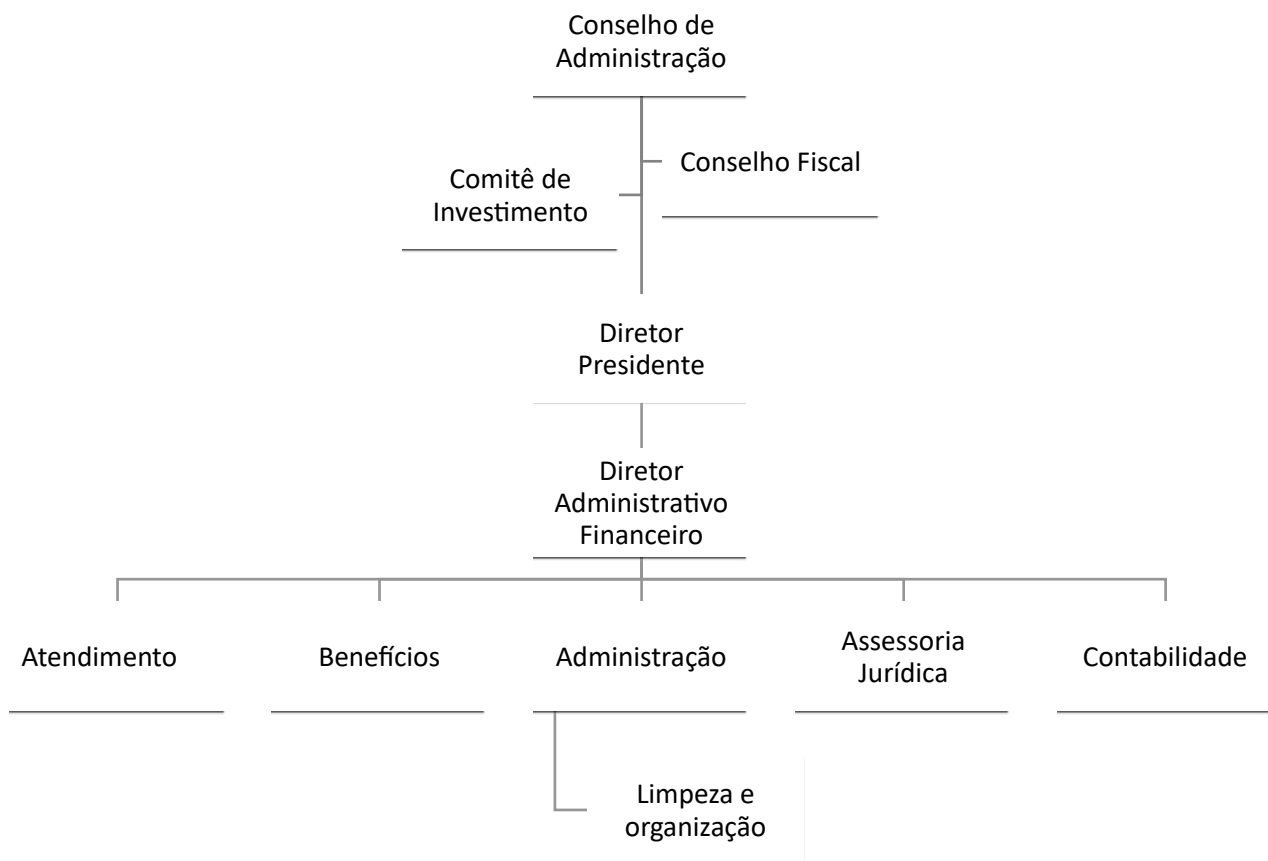 Conselho de
Administração
Conselho Fiscal
Comitê de
Investimento
Diretor
Presidente
Diretor
Administrativo
Financeiro
Atendimento
Benefícios
Administração
Assessoria
Jurídica
Contabilidade
Limpeza e
organização